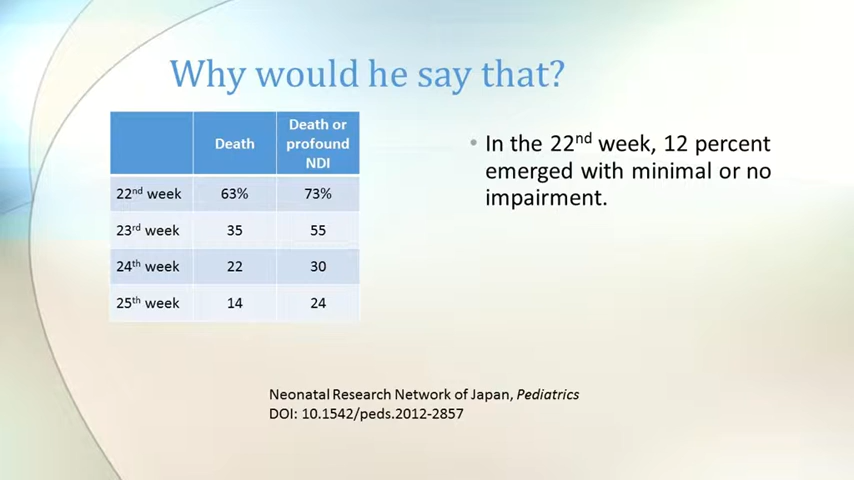 Why would he say that?
Death
Death or
profound
NDI
22nd week 63% 73%
23rd week 35 55
24th week 22 30
25th week 14 24
• In the 22nd week, 12 percent
emerged with minimal or no
impairment.
Neonatal Research Network of Japan, Pediatrics
DOI: 10.1542/peds.2012-2857